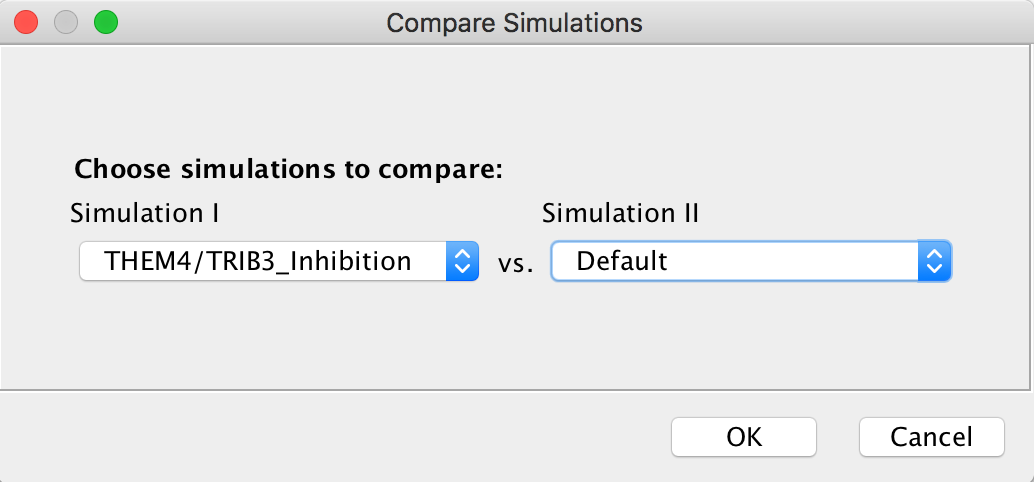 Compare Simulations
Choose simulations to compare:
Simulation I
Simulation II
THEM4/TRIB3_Inhibition vs. Default
OK
Cancel